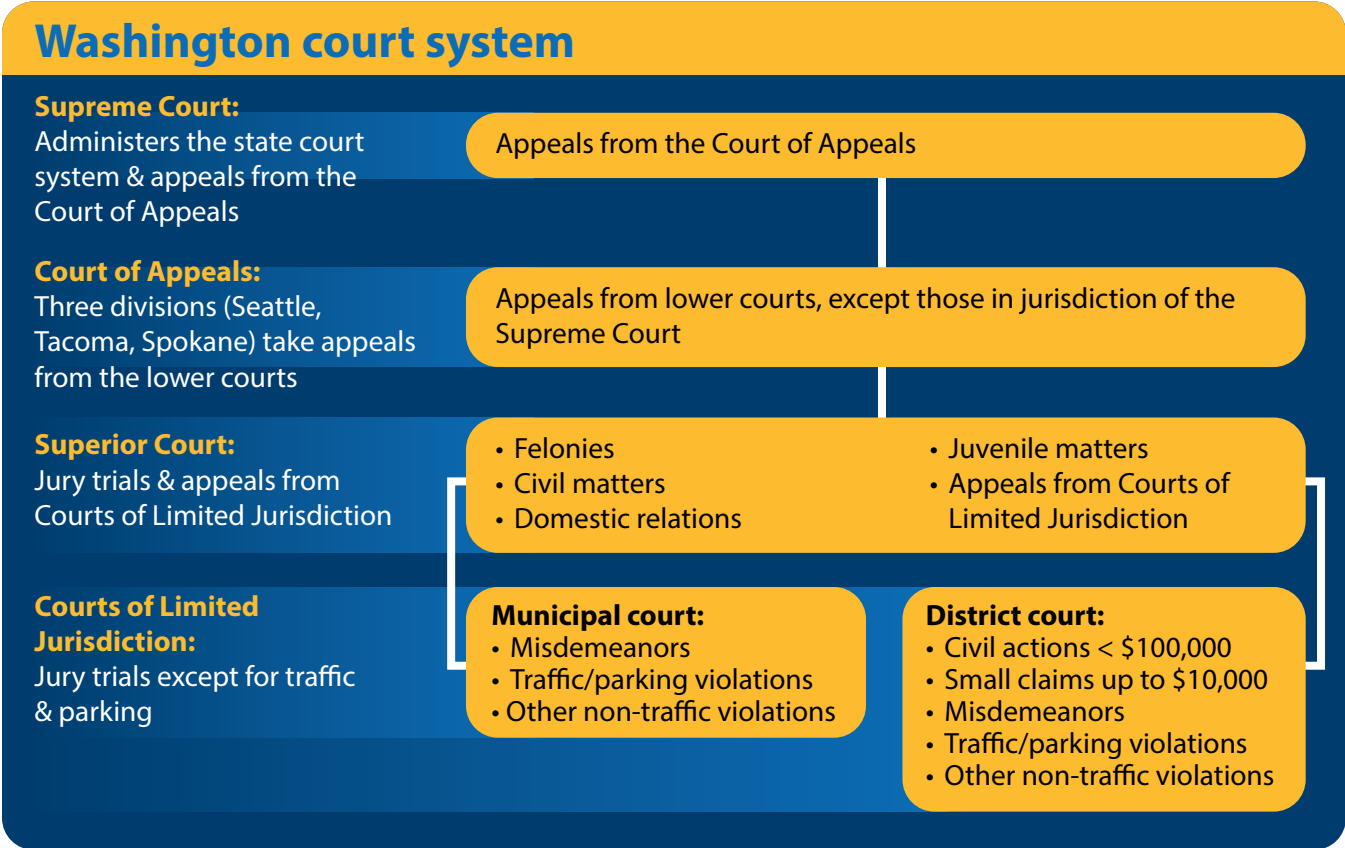 Washington court system
Supreme Court:
Administers the state court
system & appeals from the
Court of Appeals
Appeals from the Court of Appeals
Court of Appeals:
Three divisions (Seattle,
Tacoma, Spokane) take appeals
from the lower courts
Appeals from lower courts, except those in jurisdiction of the
Supreme Court
Superior Court:
Jury trials & appeals from
Courts of Limited Jurisdiction
• Felonies
• Civil matters
• Domestic relations
• Juvenile matters
• Appeals from Courts of
Limited Jurisdiction
Courts of Limited
Jurisdiction:
Jury trials except for traffic
& parking
Municipal court:
• Misdemeanors
• Traffic/parking violations
• Other non-traffic violations
District court:
• Civil actions < $100,000
• Small claims up to $10,000
• Misdemeanors
• Traffic/parking violations
• Other non-traffic violations